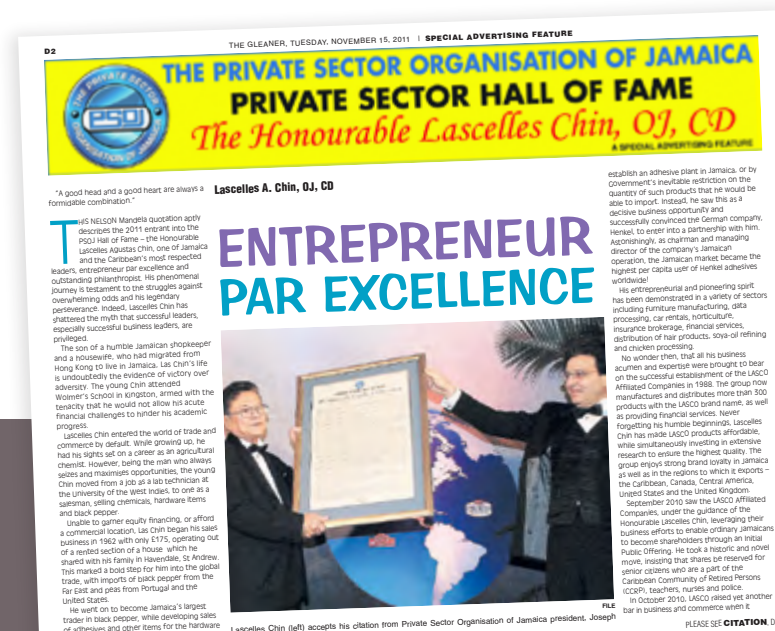 D2
THE GLEANER, TUESDAY, NOVEMBER 15, 2011 | SPECIAL ADVERTISING FEATURE
THE PRIVATE SECTOR
PSOJ
ORGANISATION OF JAMAICA
THE PRIVATE SECTOR ORGANISATION OF JAMAICA
PRIVATE SECTOR HALL OF FAME
The Honourable Lascelles Chin, OJ, CD
A SPECIAL ADVERTISING FEATURE
"A good head and a good heart are always a
formidable combination."
THIS NELSON Mandela quotation aptly
describes the 2011 entrant into the
PSOJ Hall of Fame – the Honourable
Lascelles Agustas Chin, one of Jamaica
and the Caribbean's most respected
leaders, entrepreneur par excellence and
outstanding philanthropist. His phenomenal
journey is testament to the struggles against
overwhelming odds and his legendary
perseverance. Indeed, Lascelles Chin has
shattered the myth that successful leaders,
especially successful business leaders, are
privileged.
The son of a humble Jamaican shopkeeper
and a housewife, who had migrated from
Hong Kong to live in Jamaica, Las Chin's life
is undoubtedly the evidence of victory over
adversity. The young Chin attended
Wolmer's School in Kingston, armed with the
tenacity that he would not allow his acute
financial challenges to hinder his academic
progress.
Lascelles Chin entered the world of trade and
commerce by default. While growing up, he
had his sights set on a career as an agricultural
chemist. However, being the man who always
seizes and maximises opportunities, the young
Chin moved from a job as a lab technician at
the University of the West Indies, to one as a
salesman, selling chemicals, hardware items
and black pepper.
Unable to garner equity financing, or afford
a commercial location, Las Chin began his sales
business in 1962 with only £175, operating out
of a rented section of a house which he
shared with his family in Havendale, St Andrew.
This marked a bold step for him into the global
trade, with imports of black pepper from the
Far East and peas from Portugal and the
United States.
He went on to become Jamaica's largest
trader in black pepper, while developing sales
of adhesives and other items for the hardware
Lascelles A. Chin, OJ, CD
ENTREPRENEUR
PAR EXCELLENCE
FILE
Lascelles Chin (left) accepts his citation from Private Sector Organisation of Jamaica president, Joseph
establish an adhesive plant in Jamaica, or by
Government's inevitable restriction on the
quantity of such products that he would be
able to import. Instead, he saw this as a
decisive business opportunity and
successfully convinced the German company,
Henkel, to enter into a partnership with him.
Astonishingly, as chairman and managing
director of the company's Jamaican
operation, the Jamaican market became the
highest per capita user of Henkel adhesives
worldwide!
His entrepreneurial and pioneering spirit
has been demonstrated in a variety of sectors
including furniture manufacturing, data
processing, car rentals, horticulture,
insurance brokerage, financial services,
distribution of hair products, soya-oil refining
and chicken processing.
No wonder then, that all his business
acumen and expertise were brought to bear
on the successful establishment of the LASCO
Affiliated Companies in 1988. The group now
manufactures and distributes more than 300
products with the LASCO brand name, as well
as providing financial services. Never
forgetting his humble beginnings, Lascelles
Chin has made LASCO products affordable,
while simultaneously investing in extensive
research to ensure the highest quality. The
group enjoys strong brand loyalty in Jamaica
as well as in the regions to which it exports –
the Caribbean, Canada, Central America,
United States and the United Kingdom.
September 2010 saw the LASCO Affiliated
Companies, under the guidance of the
Honourable Lascelles Chin, leveraging their
business efforts to enable ordinary Jamaicans
to become shareholders through an Initial
Public Offering. He took a historic and novel
move, insisting that shares be reserved for
senior citizens who are a part of the
Caribbean Community of Retired Persons
(CCRP), teachers, nurses and police.
In October 2010, LASCO raised yet another
bar in business and commerce when it
PLEASE SEE CITATION, D